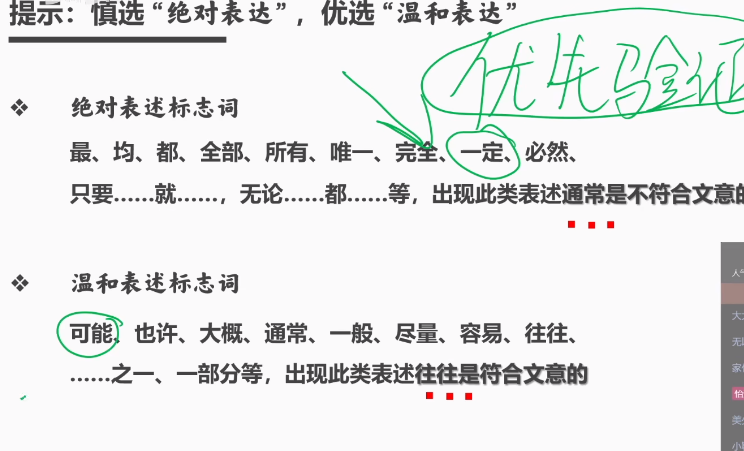 提示：慎选“绝对表达”，优选“温和表达”
优先验证
❖ 绝对表述标志词
最、均、都、全部、所有、唯一、完全、一定、必然、
只要……就……，无论……都……等，出现此类表述通常是不符合文意的
❖ 温和表述标志词
可能、也许、大概、通常、一般、尽量、容易、往往、
……之一、一部分等，出现此类表述往往是符合文意的
人气
大
无
家
恰
美
小